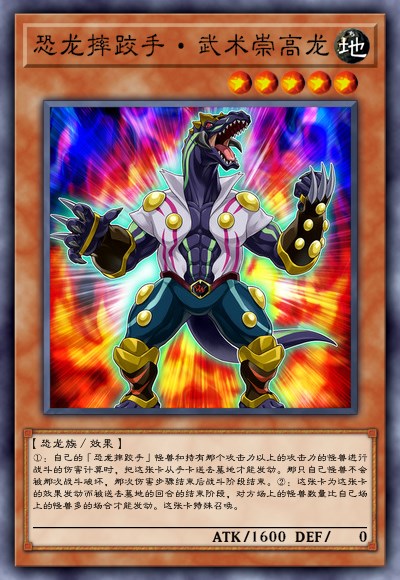 恐龙摔跤手·武术崇高龙
地
【恐龙族／效果】
①：自己的「恐龙摔跤手」怪兽和持有那个攻击力以上的攻击力的怪兽进行
战斗的伤害计算时，把这张卡从手卡送去墓地才能发动。那只自己怪兽不会
被那次战斗破坏，那次伤害步骤结束后战斗阶段结束。②：这张卡为这张卡
的效果发动而被送去墓地的回合的结束阶段，对方场上的怪兽数量比自己场
上的怪兽多的场合才能发动。这张卡特殊召唤。
ATK/1600 DEF/ 0